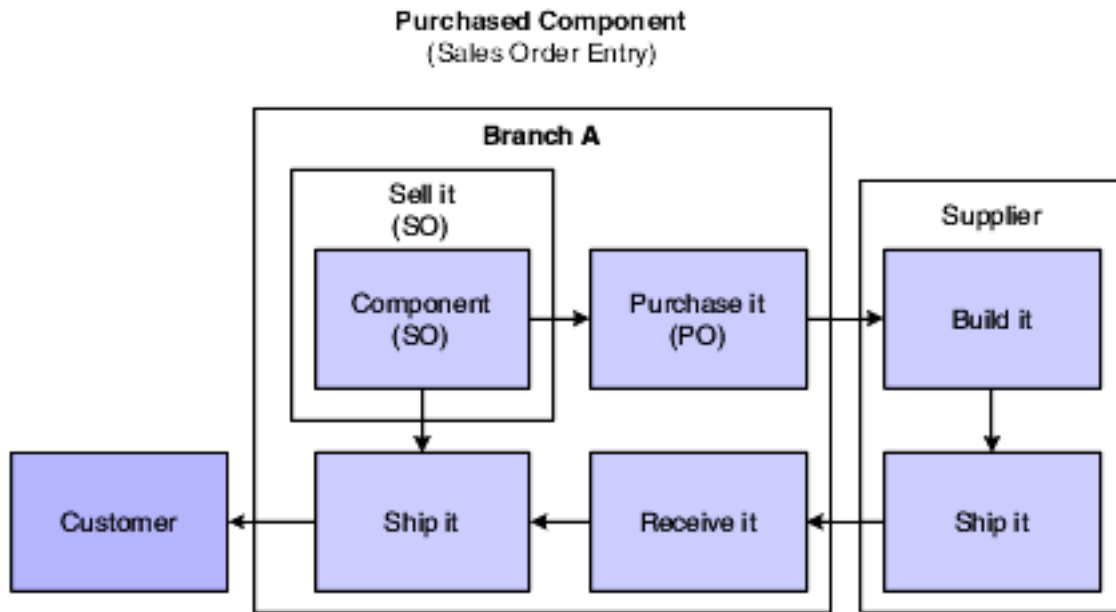 Purchased Component
(Sales Order Entry)
Branch A
Sell it
(SO)
Supplier
Component
(SO)
Purchase it
(PO)
Build it
Customer
Ship it
Receive it
Ship it